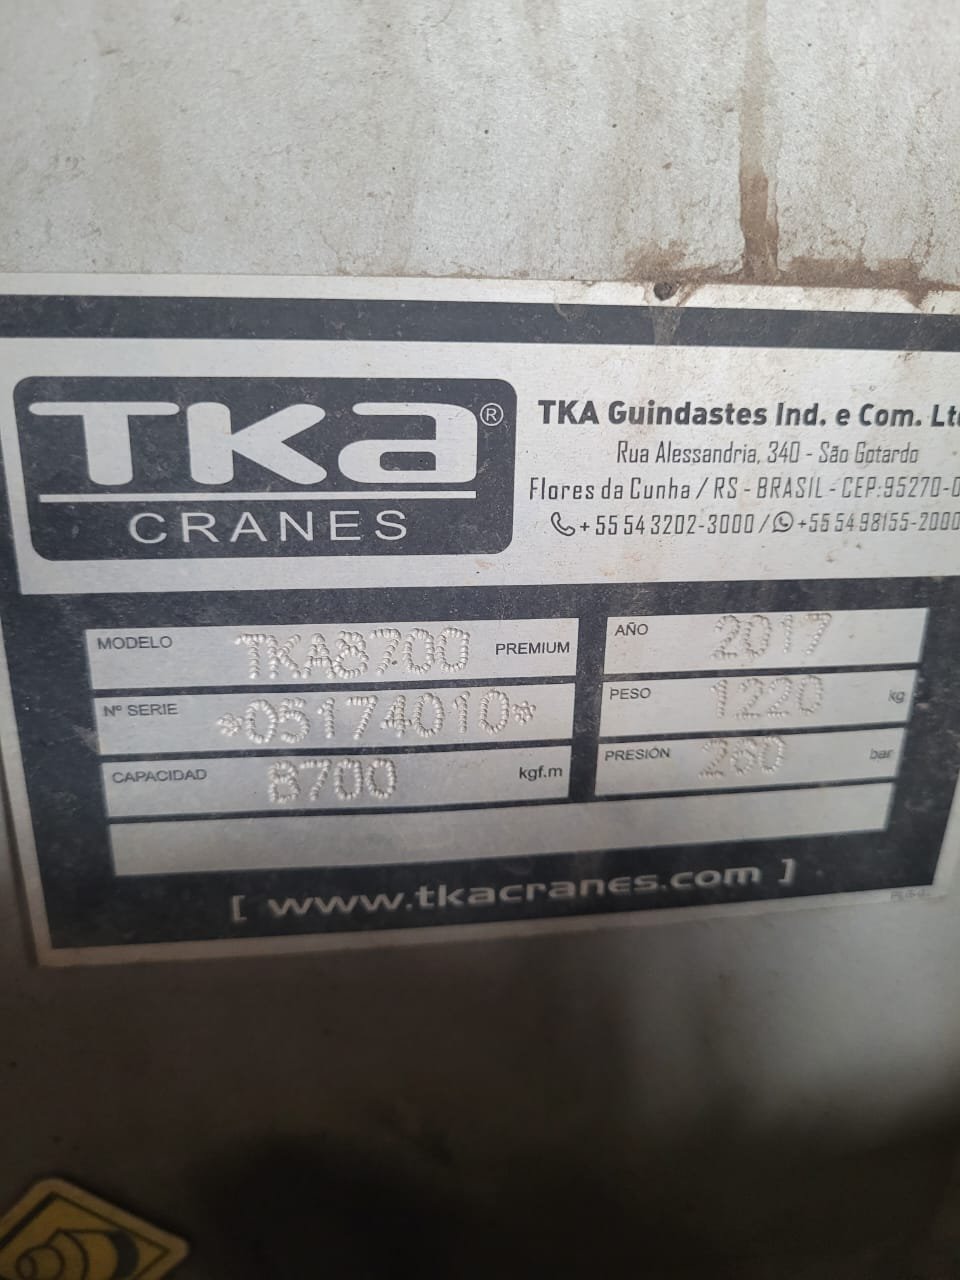 TKA®
CRANES
TKA Guindastes Ind. e Com.
Rua Alessandria, 340 - São Gotardo
Flores da Cunha / RS - BRASIL - CEP:95270-
+ 55 54 3202-3000 / +55 54 98155-2000
MODELO TKA8700 PREMIUM
Nº SERIE *05174010*
CAPACIDAD 8700 kgf.m
AÑO 2017
PESO 1220 kg
PRESIÓN 260 bar
[ www.tkacranes.com ]